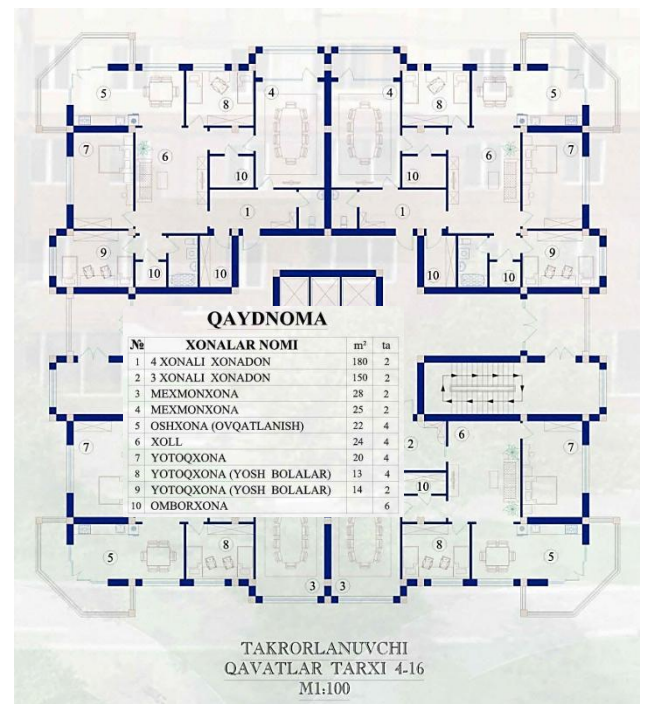 4 4
5 8 8 5
7 6 6 7
10 10
1 1
9 10 10 10 10 9
QAYDNOMA
№ XONALAR NOMI m² ta
1 4 XONALI XONADON 180 2
2 3 XONALI XONADON 150 2
3 MEXMONXONA 28 2
4 MEXMONXONA 25 2
5 OSHXONA (OVQATLANISH) 22 4
6 XOLL 24 4
7 YOTOQXONA 20 4
8 YOTOQXONA (YOSH BOLALAR) 13 4
9 YOTOQXONA (YOSH BOLALAR) 14 2
10 OMBORXONA 6
7 2 6 7
10
5 8 8 5
3 3
TAKRORLANUVCHI
QAVATLAR TARXI 4-16
M1:100